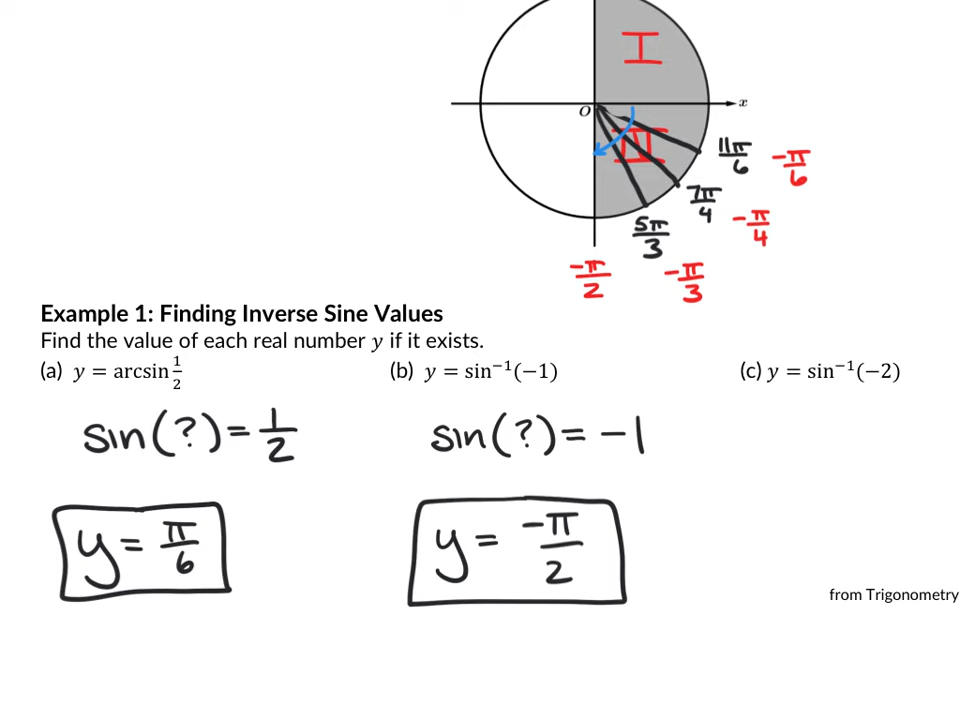 I
x
O
IV
11π/6 -π/6
7π/4 -π/4
5π/3
-π/2 -π/3
Example 1: Finding Inverse Sine Values
Find the value of each real number y if it exists.
(a) y = arcsin 1/2 (b) y = sin⁻¹(−1) (c) y = sin⁻¹(−2)
sin(?) = 1/2 sin(?) = -1
y = π/6 y = -π/2
from Trigonometry